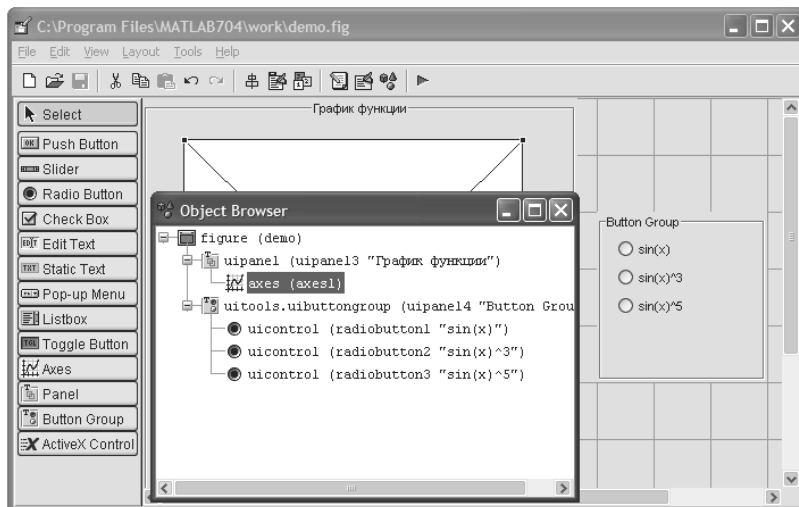 C:\Program Files\MATLAB704\work\demo.fig
File Edit View Layout Tools Help
Select
Push Button
Slider
Radio Button
Check Box
Edit Text
Static Text
Pop-up Menu
Listbox
Toggle Button
Axes
Panel
Button Group
ActiveX Control
График функции
Object Browser
figure (demo)
uipanel (uipanel3 "График функции")
axes (axes1)
uitools.uibuttongroup (uipanel4 "Button Grou
uicontrol (radiobutton1 "sin(x)")
uicontrol (radiobutton2 "sin(x)^3")
uicontrol (radiobutton3 "sin(x)^5")
Button Group
sin(x)
sin(x)^3
sin(x)^5